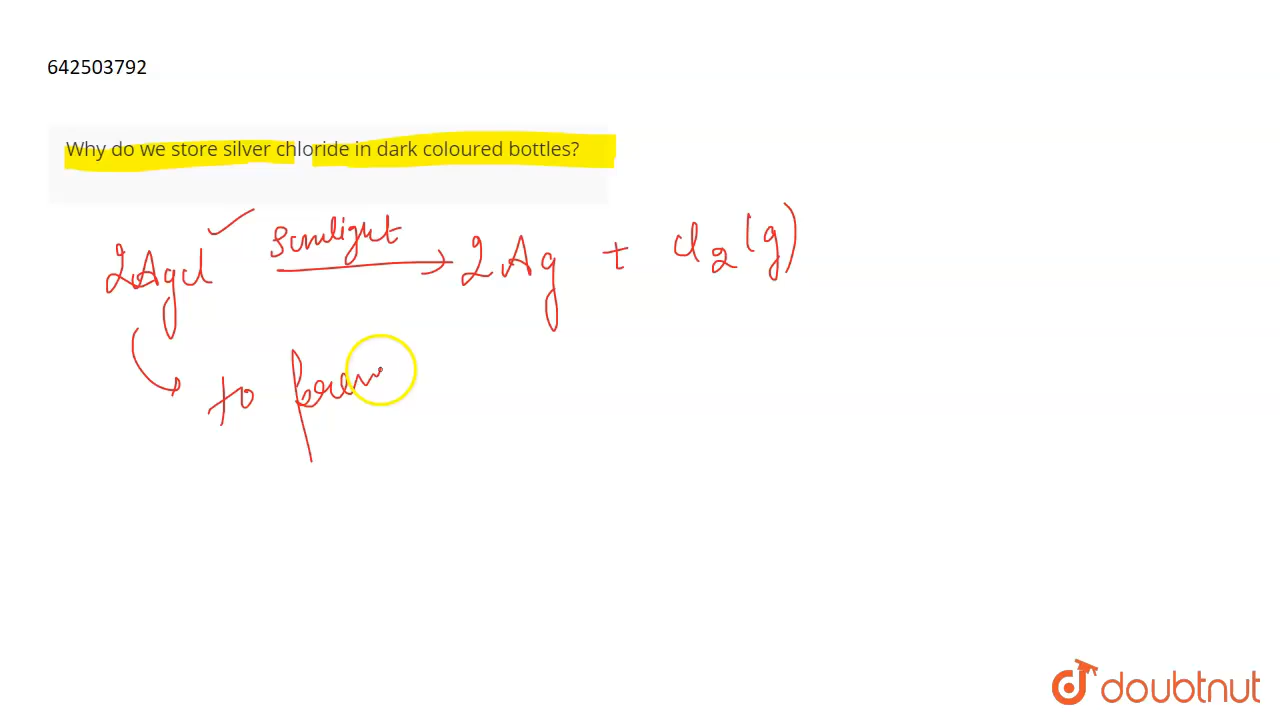 642503792
Why do we store silver chloride in dark coloured bottles?
2Agcl sunlight 2Ag + cl2(g)
to
doubtnut